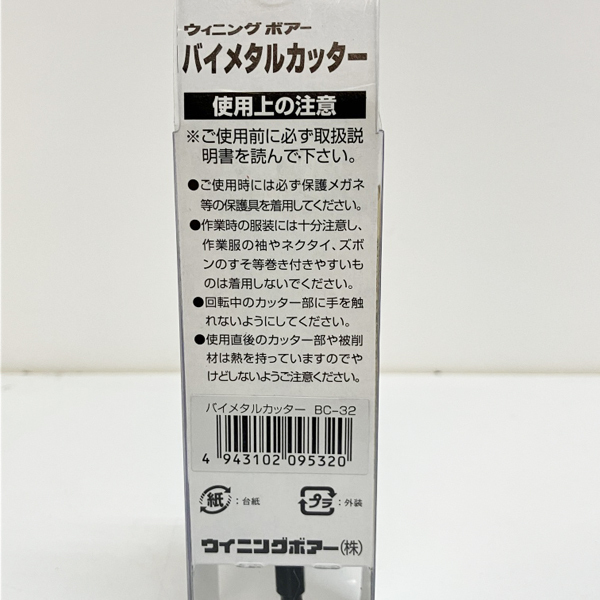 ウィニング ボアー
バイメタルカッター
使用上の注意
※ご使用前に必ず取扱説
明書を読んで下さい。
●ご使用時には必ず保護メガネ
等の保護具を着用してください。
●作業時の服装には十分注意し、
作業服の袖やネクタイ、ズボ
ンのすそ等巻き付きやすいも
のは着用しないでください。
●回転中のカッター部に手を触
れないようにしてください。
●使用直後のカッター部や被削
材は熱を持っていますのでや
けどしないようご注意ください。
バイメタルカッター BC-32
4 943102 095320
紙：台紙 プラ：外装
ウイニングボアー(株)